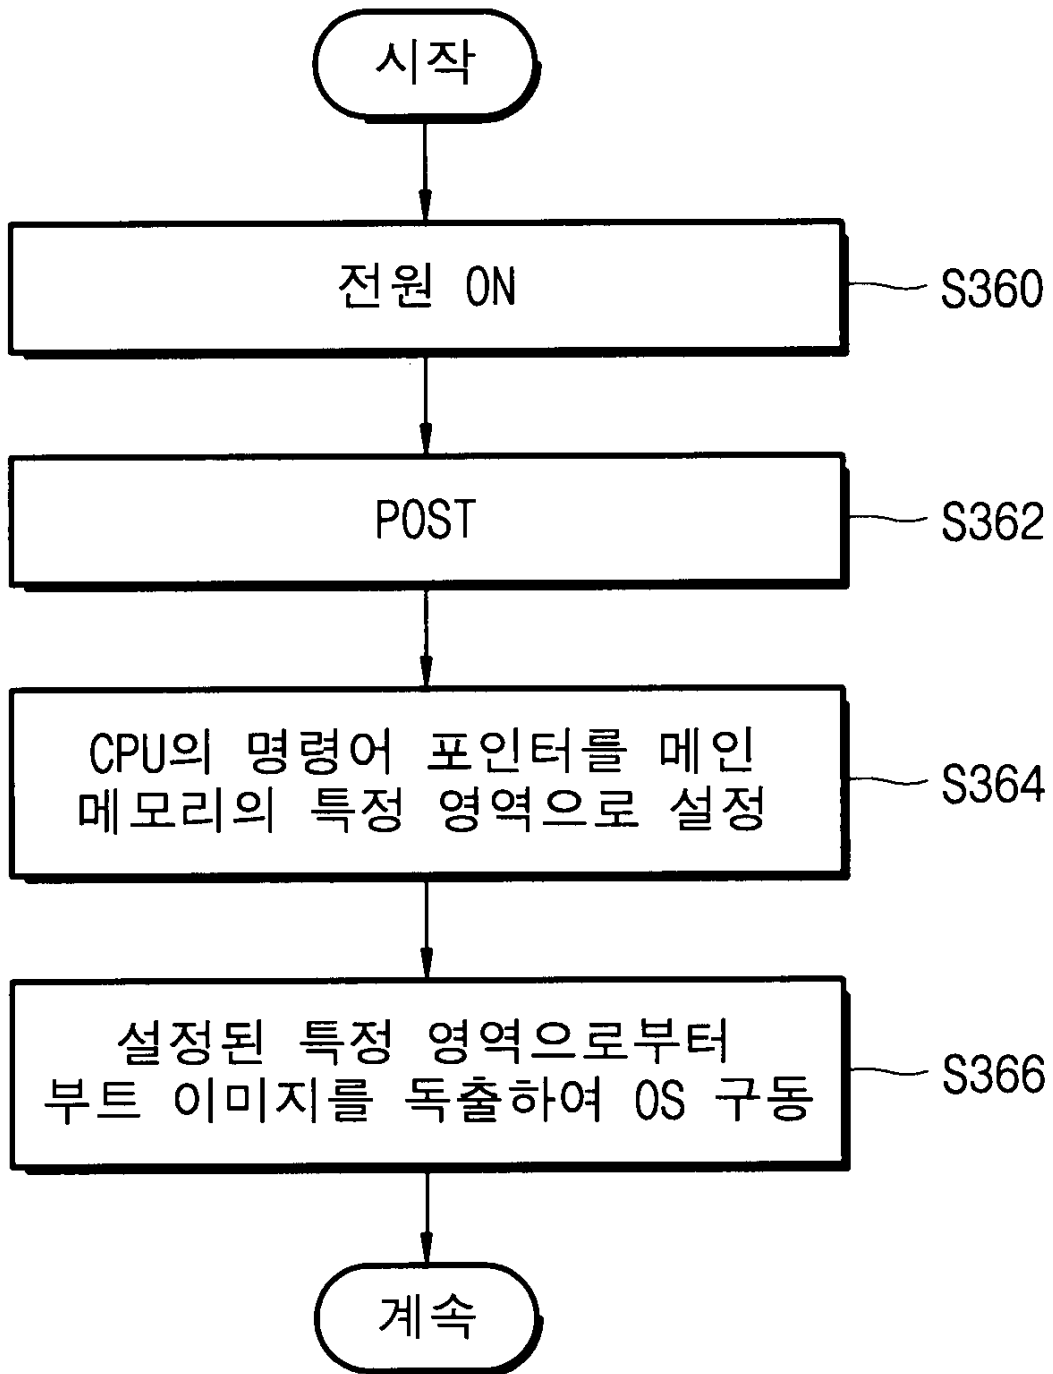 시작
전원 ON
S360
POST
S362
CPU의 명령어 포인터를 메인
메모리의 특정 영역으로 설정
S364
설정된 특정 영역으로부터
부트 이미지를 독출하여 OS 구동
S366
계속